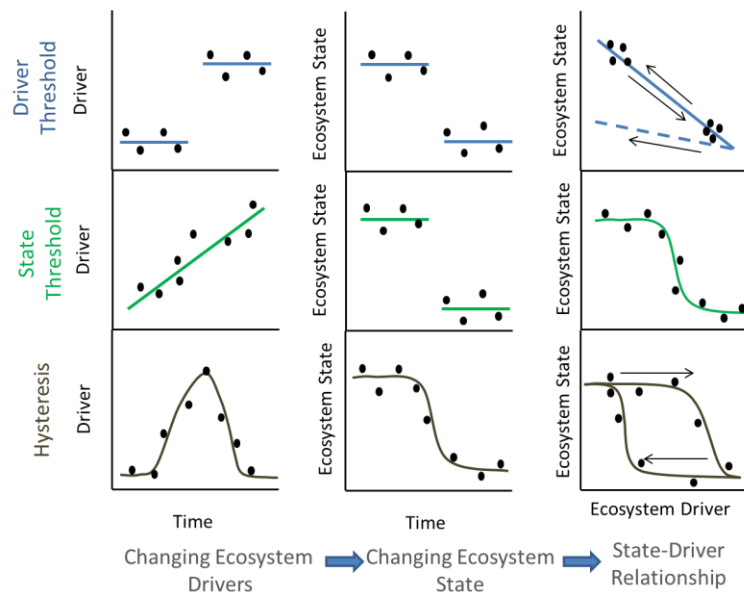 Driver
Threshold
Driver
Ecosystem State
Ecosystem State
State
Threshold
Driver
Ecosystem State
Ecosystem State
Hysteresis
Driver
Ecosystem State
Ecosystem State
Time
Time
Ecosystem Driver
Changing Ecosystem
Drivers
Changing Ecosystem
State
State-Driver
Relationship